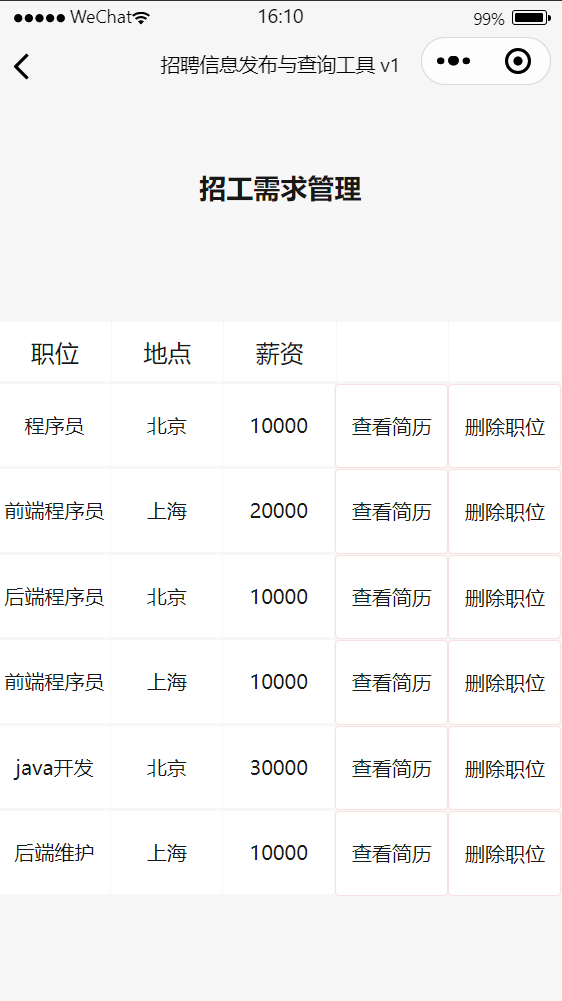 WeChat 16:10 99%
招聘信息发布与查询工具 v1
招工需求管理
职位 地点 薪资
程序员 北京 10000 查看简历 删除职位
前端程序员 上海 20000 查看简历 删除职位
后端程序员 北京 10000 查看简历 删除职位
前端程序员 上海 10000 查看简历 删除职位
java开发 北京 30000 查看简历 删除职位
后端维护 上海 10000 查看简历 删除职位